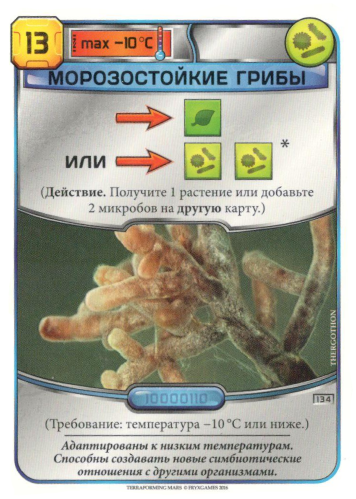 13
max −10 °C
МОРОЗОСТОЙКИЕ ГРИБЫ
ИЛИ *
(Действие. Получите 1 растение или добавьте
2 микробов на другую карту.)
THERGOTHON
10000110
134
(Требование: температура −10 °C или ниже.)
Адаптированы к низким температурам.
Способны создавать новые симбиотические
отношения с другими организмами.
TERRAFORMING MARS © FRYXGAMES 2016